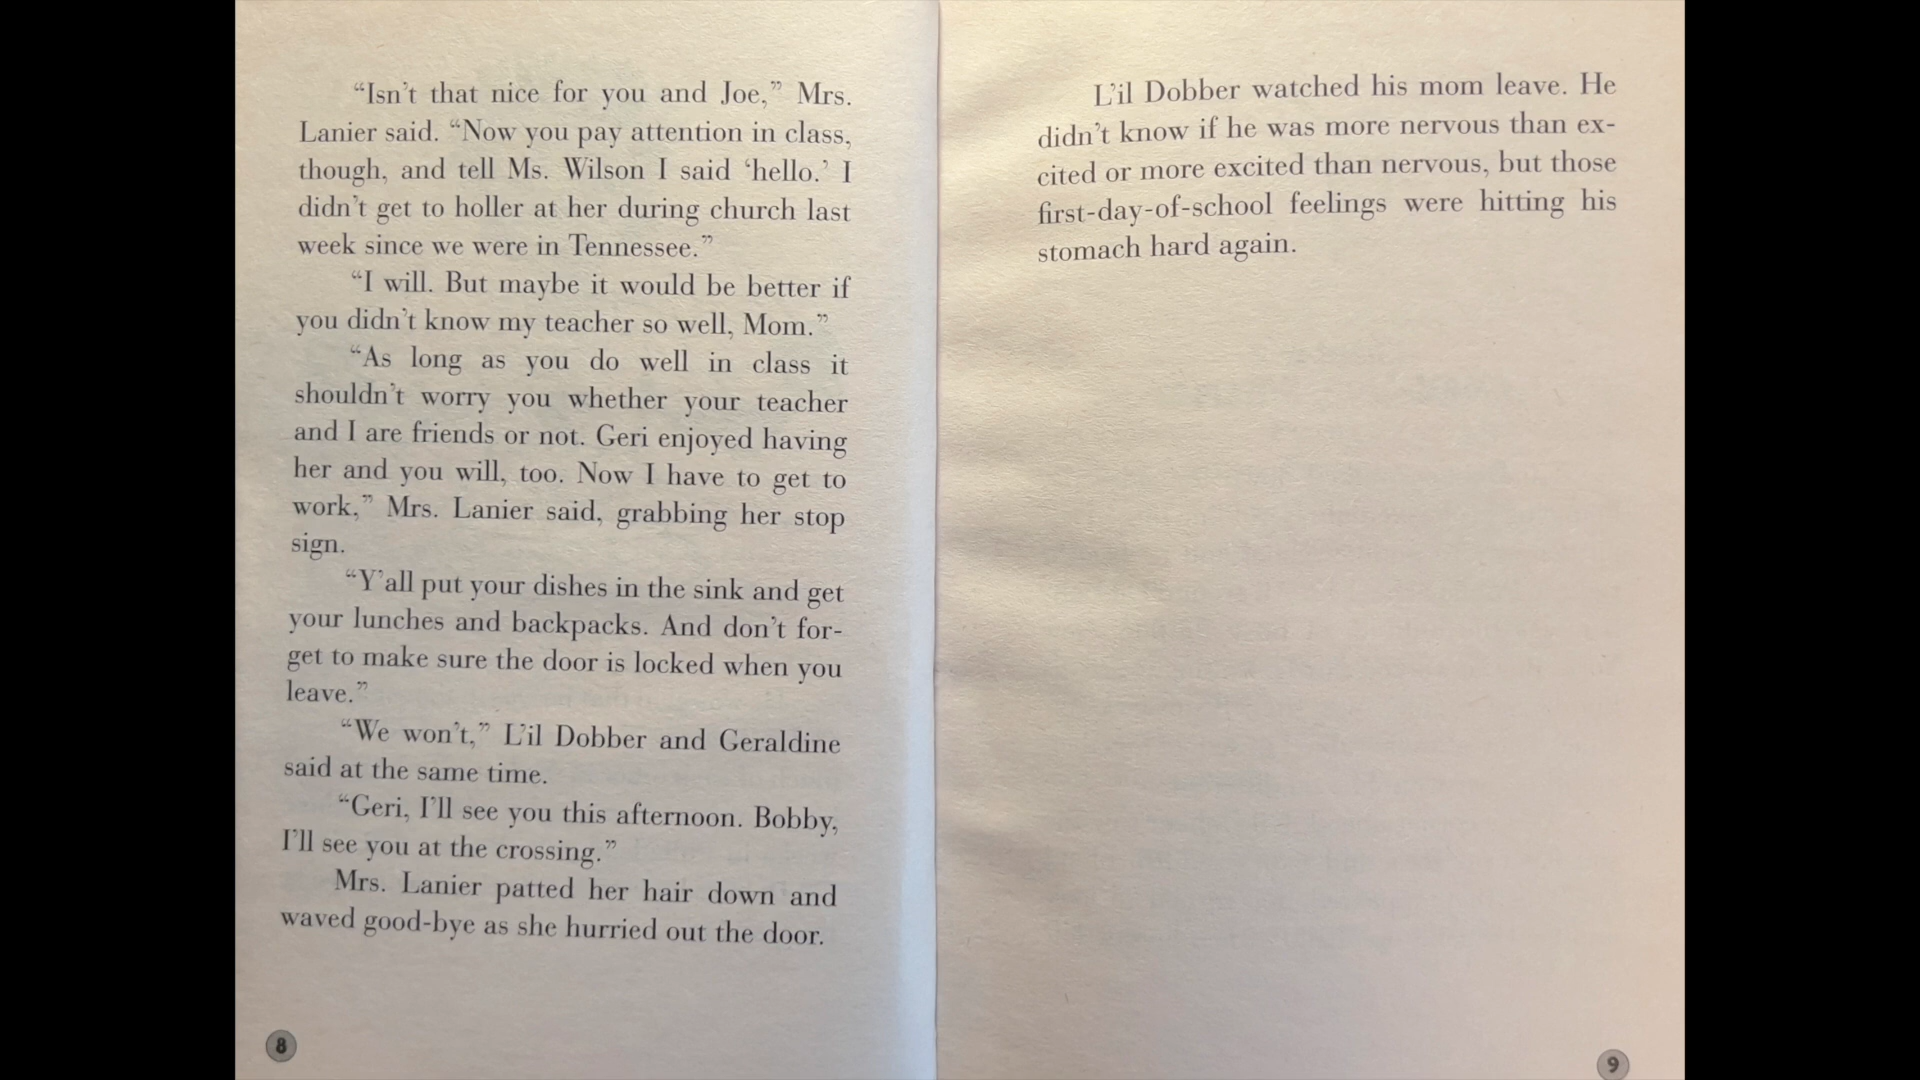 “Isn’t that nice for you and Joe,” Mrs.
Lanier said. “Now you pay attention in class,
though, and tell Ms. Wilson I said ‘hello.’ I
didn’t get to holler at her during church last
week since we were in Tennessee.”
“I will. But maybe it would be better if
you didn’t know my teacher so well, Mom.”
“As long as you do well in class it
shouldn’t worry you whether your teacher
and I are friends or not. Geri enjoyed having
her and you will, too. Now I have to get to
work,” Mrs. Lanier said, grabbing her stop
sign.
“Y’all put your dishes in the sink and get
your lunches and backpacks. And don’t for-
get to make sure the door is locked when you
leave.”
“We won’t,” L’il Dobber and Geraldine
said at the same time.
“Geri, I’ll see you this afternoon. Bobby,
I’ll see you at the crossing.”
Mrs. Lanier patted her hair down and
waved good-bye as she hurried out the door.
8
L’il Dobber watched his mom leave. He
didn’t know if he was more nervous than ex-
cited or more excited than nervous, but those
first-day-of-school feelings were hitting his
stomach hard again.
9